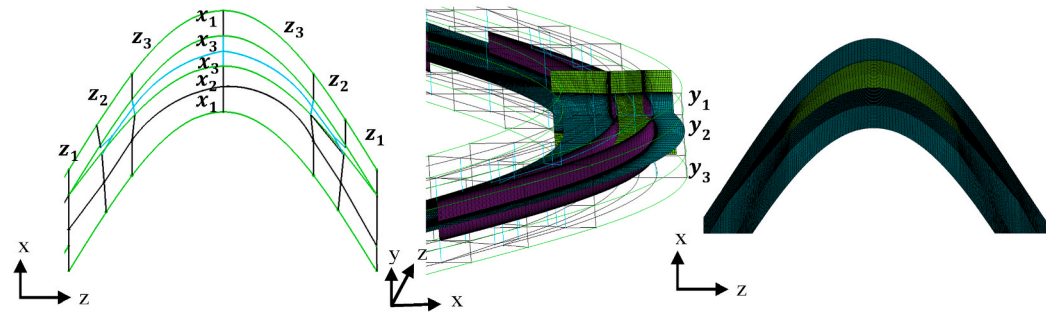 x₁
z₃ z₃
x₃
x₃
z₂ x₂ z₂
x₁
z₁ z₁
x
z
y₁
y₂
y₃
y z
x
x
z